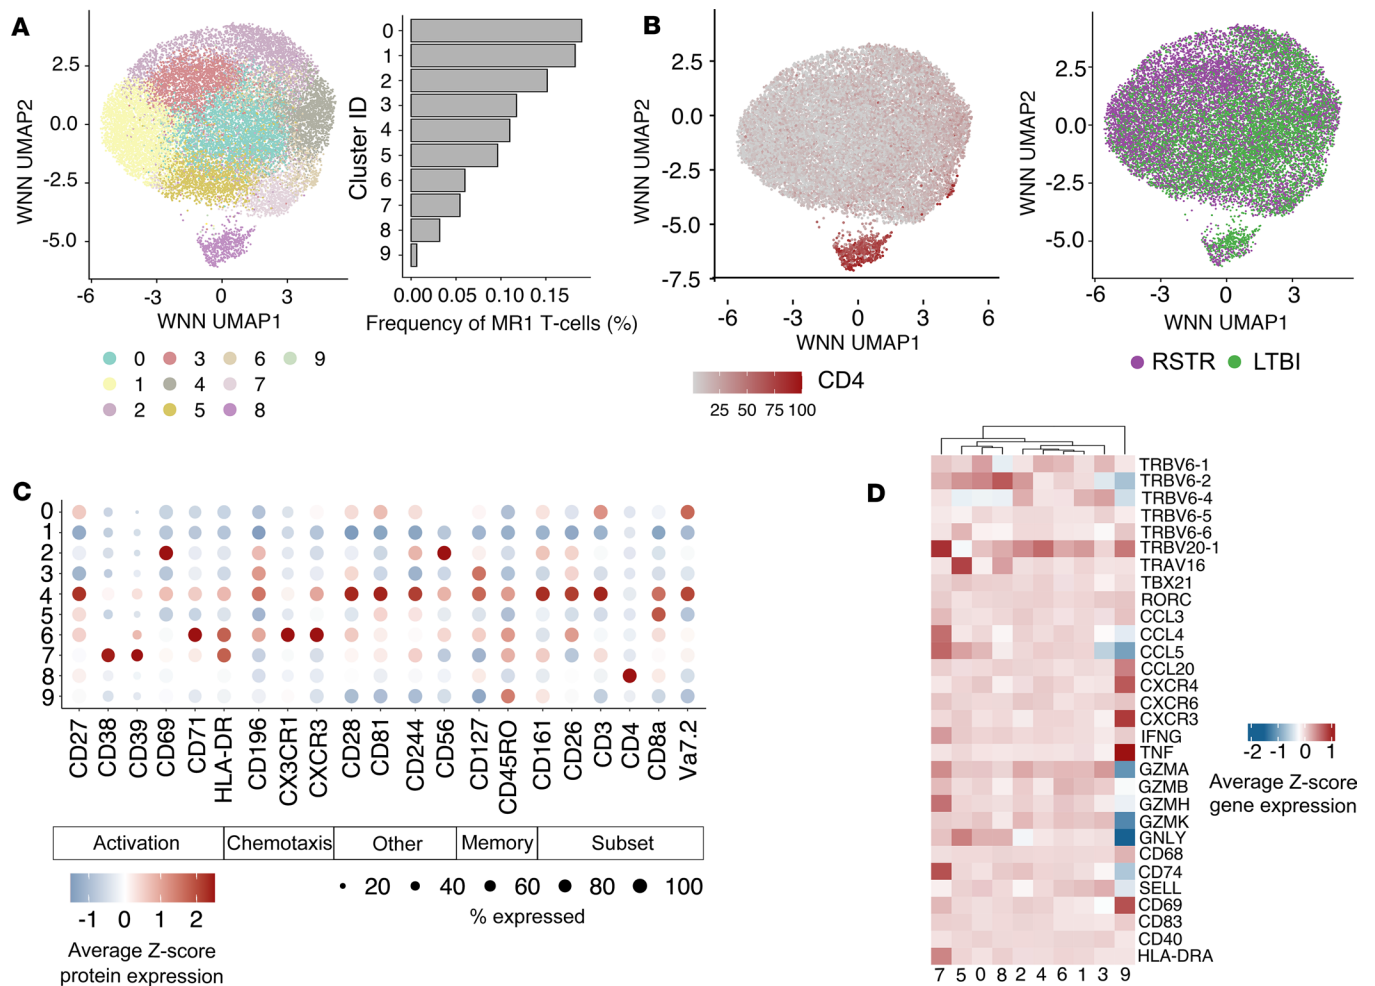 A
WNN UMAP2
2.5
0.0
-2.5
-5.0
-6 -3 0 3
WNN UMAP1
0 3 6 9
1 4 7
2 5 8
Cluster ID
0
1
2
3
4
5
6
7
8
9
0.00 0.05 0.10 0.15
Frequency of MR1 T-cells (%)
B
WNN UMAP2
2.5
0.0
-2.5
-5.0
-7.5
-6 -3 0 3 6
WNN UMAP1
CD4
25 50 75 100
WNN UMAP2
2.5
0.0
-2.5
-5.0
-6 -3 0 3
WNN UMAP1
RSTR LTBI
C
0
1
2
3
4
5
6
7
8
9
CD27 CD38 CD39 CD69 CD71 HLA-DR CD196 CX3CR1 CXCR3 CD28 CD81 CD244 CD56 CD127 CD45RO CD161 CD26 CD3 CD4 CD8a Va7.2
Activation Chemotaxis Other Memory Subset
-1 0 1 2
Average Z-score
protein expression
20 40 60 80 100
% expressed
D
TRBV6-1
TRBV6-2
TRBV6-4
TRBV6-5
TRBV6-6
TRBV20-1
TRAV16
TBX21
RORC
CCL3
CCL4
CCL5
CCL20
CXCR4
CXCR6
CXCR3
IFNG
TNF
GZMA
GZMB
GZMH
GZMK
GNLY
CD68
CD74
SELL
CD69
CD83
CD40
HLA-DRA
7 5 0 8 2 4 6 1 3 9
-2 -1 0 1
Average Z-score
gene expression